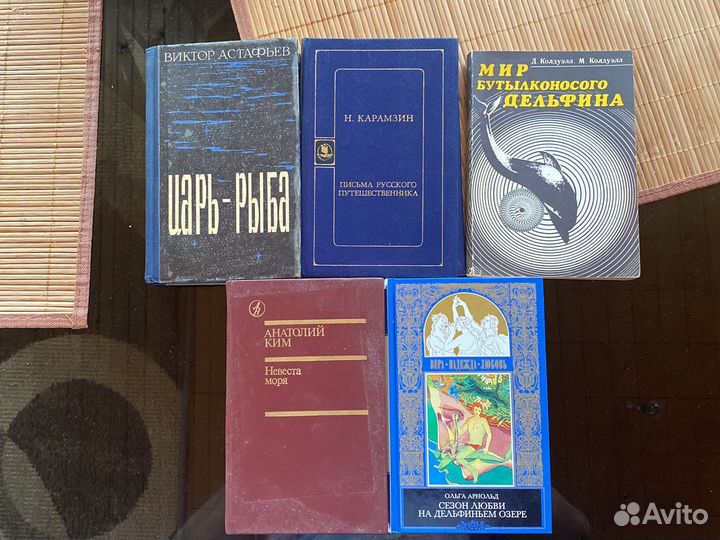 ВИКТОР АСТАФЬЕВ
ЦАРЬ-РЫБА
Н. КАРАМЗИН
ПИСЬМА РУССКОГО
ПУТЕШЕСТВЕННИКА
Д. Колдуэлл, М. Колдуэлл
МИР
БУТЫЛКОНОСОГО
ДЕЛЬФИНА
АНАТОЛИЙ
КИМ
Невеста
моря
ВЕРА·НАДЕЖДА·ЛЮБОВЬ
ОЛЬГА АРНОЛЬД
СЕЗОН ЛЮБВИ
НА ДЕЛЬФИНЬЕМ ОЗЕРЕ
Avito